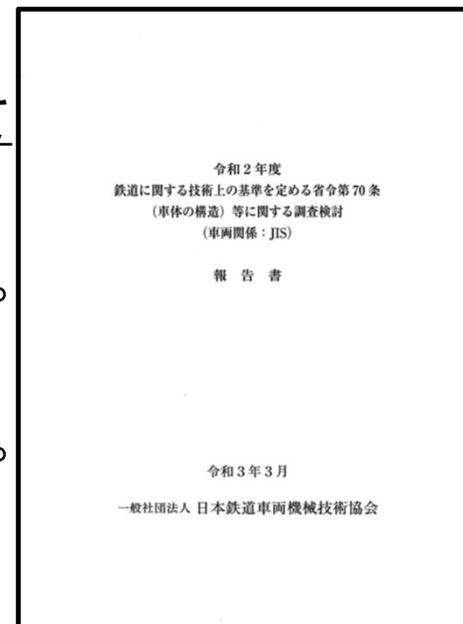 令和2年度
鉄道に関する技術上の基準を定める省令第70条
(車体の構造)等に関する調査検討
(車両関係:JIS)
報 告 書
令和3年3月
一般社団法人 日本鉄道車両機械技術協会
。
。